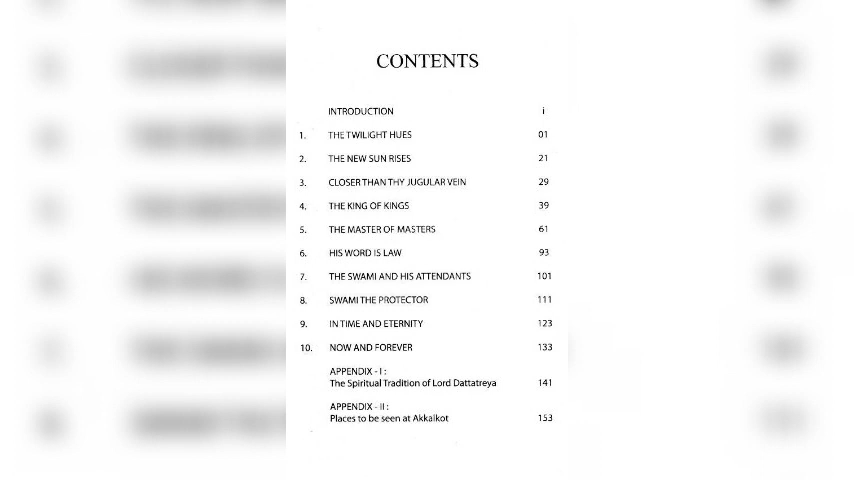 CONTENTS
INTRODUCTION i
1. THE TWILIGHT HUES 01
2. THE NEW SUN RISES 21
3. CLOSER THAN THY JUGULAR VEIN 29
4. THE KING OF KINGS 39
5. THE MASTER OF MASTERS 61
6. HIS WORD IS LAW 93
7. THE SWAMI AND HIS ATTENDANTS 101
8. SWAMI THE PROTECTOR 111
9. IN TIME AND ETERNITY 123
10. NOW AND FOREVER 133
APPENDIX - I :
The Spiritual Tradition of Lord Dattatreya 141
APPENDIX - II :
Places to be seen at Akkalkot 153